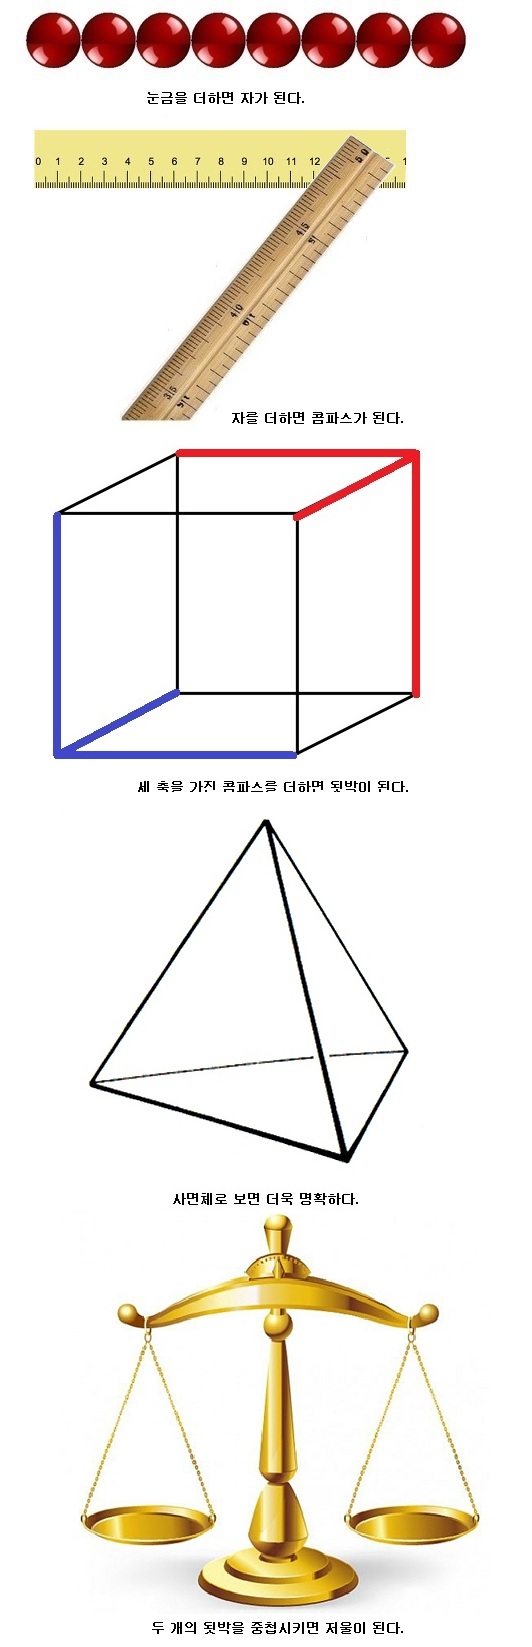 눈금을 더하면 자가 된다.
0 1 2 3 4 5 6 7 8 9 10 11 12 1
자를 더하면 콤파스가 된다.
세 축을 가진 콤파스를 더하면 됫박이 된다.
사면체로 보면 더욱 명확하다.
두 개의 됫박을 중첩시키면 저울이 된다.